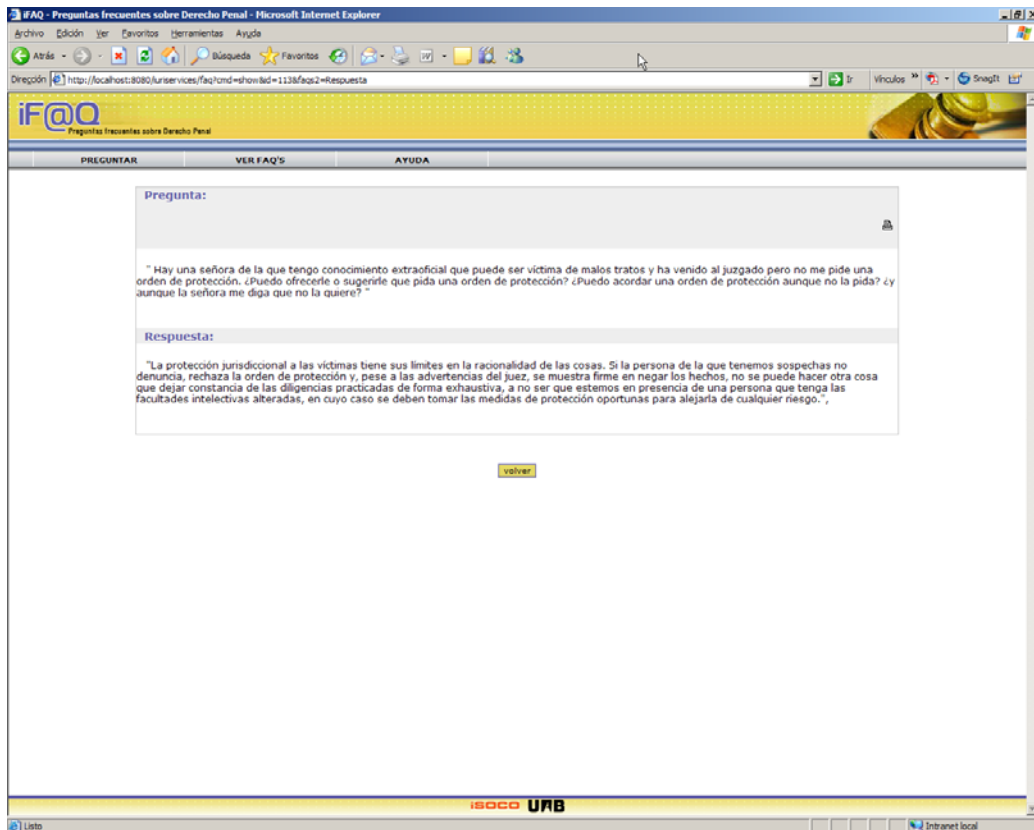 iFAQ - Preguntas frecuentes sobre Derecho Penal - Microsoft Internet Explorer
Archivo Edición Ver Favoritos Herramientas Ayuda
Atrás Búsqueda Favoritos
Dirección http://localhost:8080/iuriservices/faq?cmd=show&id=113&faqs2=Respuesta Ir Vínculos » SnagIt
iF@Q
Preguntas frecuentes sobre Derecho Penal
PREGUNTAR VER FAQ'S AYUDA
Pregunta:
" Hay una señora de la que tengo conocimiento extraoficial que puede ser víctima de malos tratos y ha venido al juzgado pero no me pide una
orden de protección. ¿Puedo ofrecerle o sugerirle que pida una orden de protección? ¿Puedo acordar una orden de protección aunque no la pida? ¿y
aunque la señora me diga que no la quiere? "
Respuesta:
"La protección jurisdiccional a las víctimas tiene sus límites en la racionalidad de las cosas. Si la persona de la que tenemos sospechas no
denuncia, rechaza la orden de protección y, pese a las advertencias del juez, se muestra firme en negar los hechos, no se puede hacer otra cosa
que dejar constancia de las diligencias practicadas de forma exhaustiva, a no ser que estemos en presencia de una persona que tenga las
facultades intelectivas alteradas, en cuyo caso se deben tomar las medidas de protección oportunas para alejarla de cualquier riesgo.",
volver
isoco UAB
Listo Intranet local